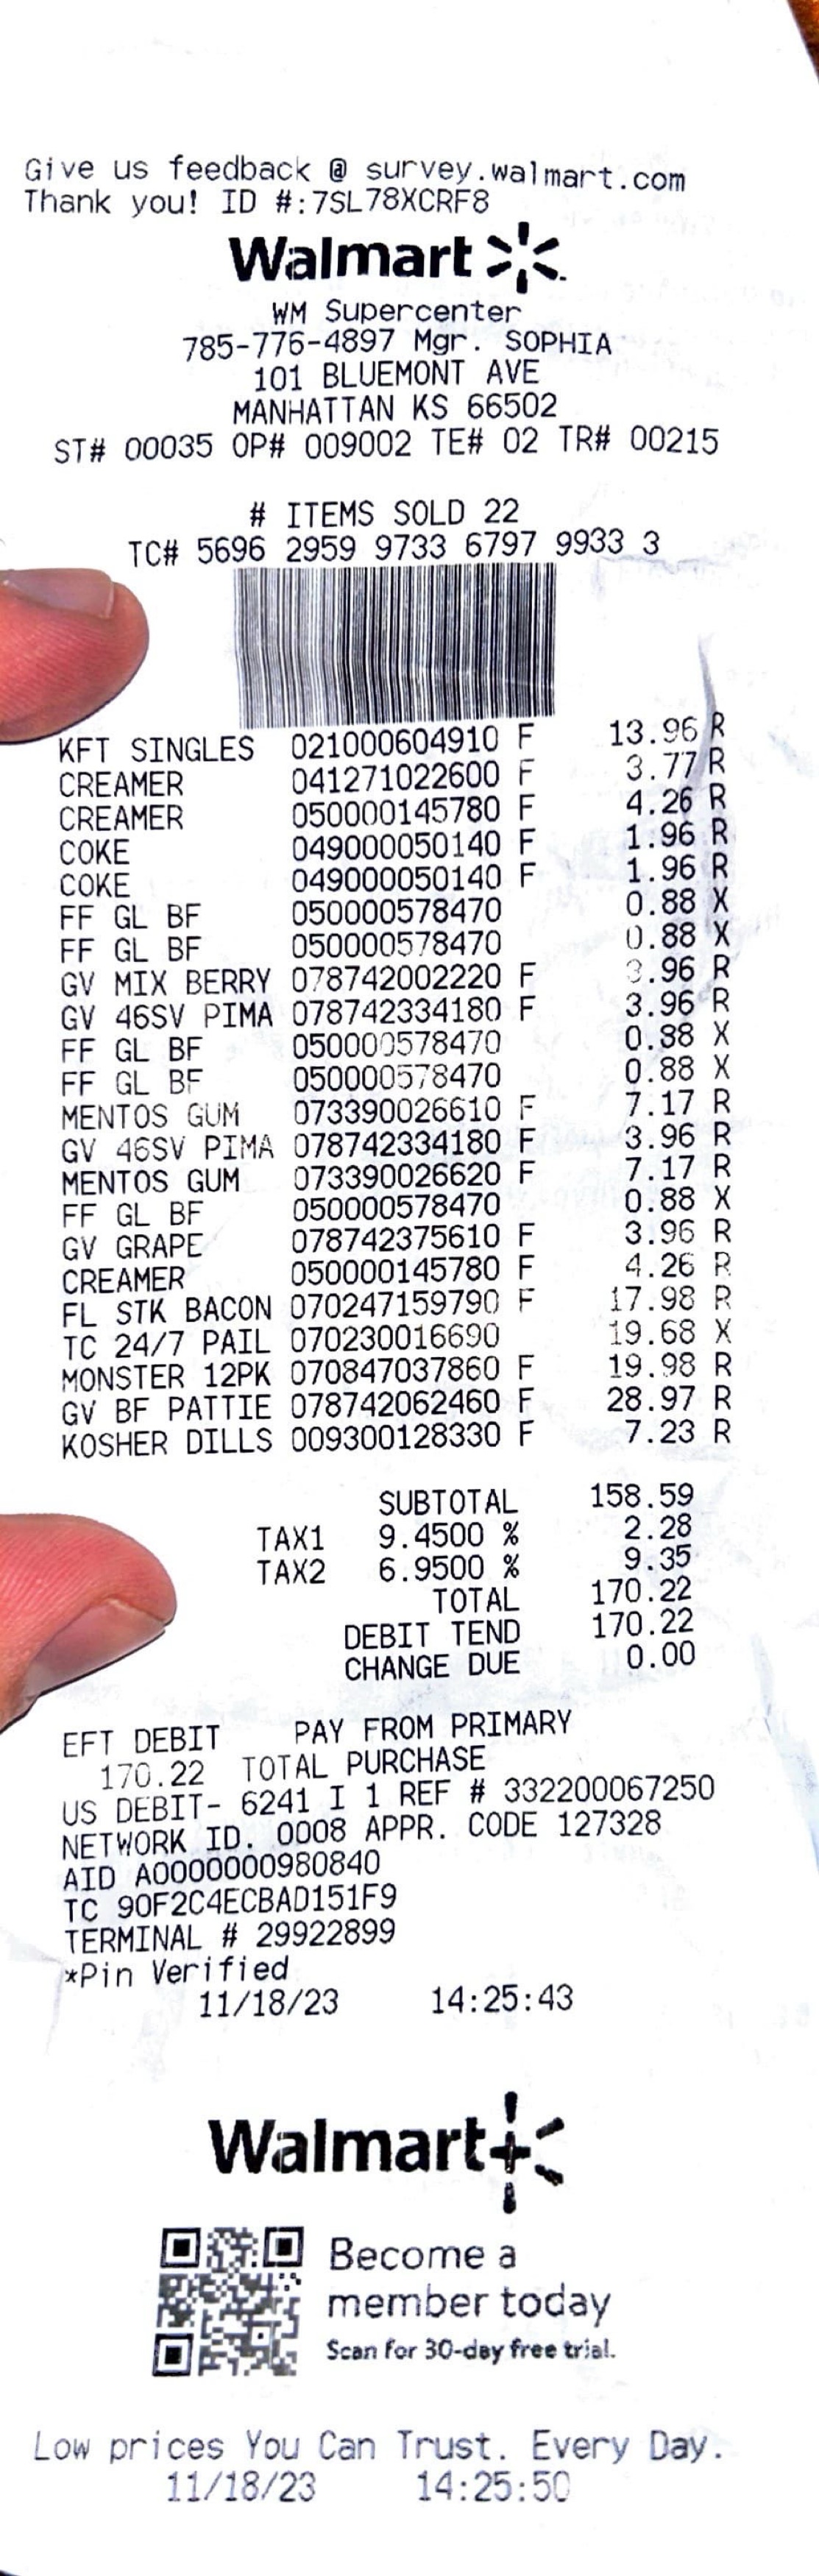 Give us feedback @ survey.walmart.com
Thank you! ID #:7SL78XCRF8
Walmart
WM Supercenter
785-776-4897 Mgr. SOPHIA
101 BLUEMONT AVE
MANHATTAN KS 66502
ST# 00035 OP# 009002 TE# 02 TR# 00215
# ITEMS SOLD 22
TC# 5696 2959 9733 6797 9933 3
KFT SINGLES 021000604910 F 13.96 R
CREAMER 041271022600 F 3.77 R
CREAMER 050000145780 F 4.26 R
COKE 049000050140 F 1.96 R
COKE 049000050140 F 1.96 R
FF GL BF 050000578470 0.88 X
FF GL BF 050000578470 0.88 X
GV MIX BERRY 078742002220 F 3.96 R
GV 46SV PIMA 078742334180 F 3.96 R
FF GL BF 050000578470 0.88 X
FF GL BF 050000578470 0.88 X
MENTOS GUM 073390026610 F 7.17 R
GV 46SV PIMA 078742334180 F 3.96 R
MENTOS GUM 073390026620 F 7.17 R
FF GL BF 050000578470 0.88 X
GV GRAPE 078742375610 F 3.96 R
CREAMER 050000145780 F 4.26 R
FL STK BACON 070247159790 F 17.98 R
TC 24/7 PAIL 070230016690 19.68 X
MONSTER 12PK 070847037860 F 19.98 R
GV BF PATTIE 078742062460 F 28.97 R
KOSHER DILLS 009300128330 F 7.23 R
SUBTOTAL 158.59
TAX1 9.4500 % 2.28
TAX2 6.9500 % 9.35
TOTAL 170.22
DEBIT TEND 170.22
CHANGE DUE 0.00
EFT DEBIT PAY FROM PRIMARY
170.22 TOTAL PURCHASE
US DEBIT- 6241 I 1 REF # 332200067250
NETWORK ID. 0008 APPR. CODE 127328
AID A0000000980840
TC 90F2C4ECBAD151F9
TERMINAL # 29922899
*Pin Verified
11/18/23 14:25:43
Walmart+
Become a
member today
Scan for 30-day free trial.
Low prices You Can Trust. Every Day.
11/18/23 14:25:50